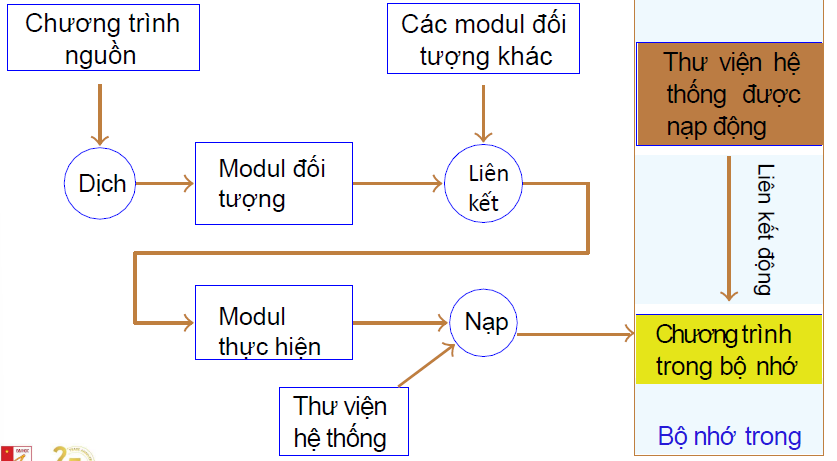 Chương trình
nguồn
Các modul đối
tượng khác
Thư viện hệ
thống được
nạp động
Dịch
Modul đối
tượng
Liên
kết
Liên kết động
Modul
thực hiện
Nạp
Chương trình
trong bộ nhớ
Thư viện
hệ thống
Bộ nhớ trong